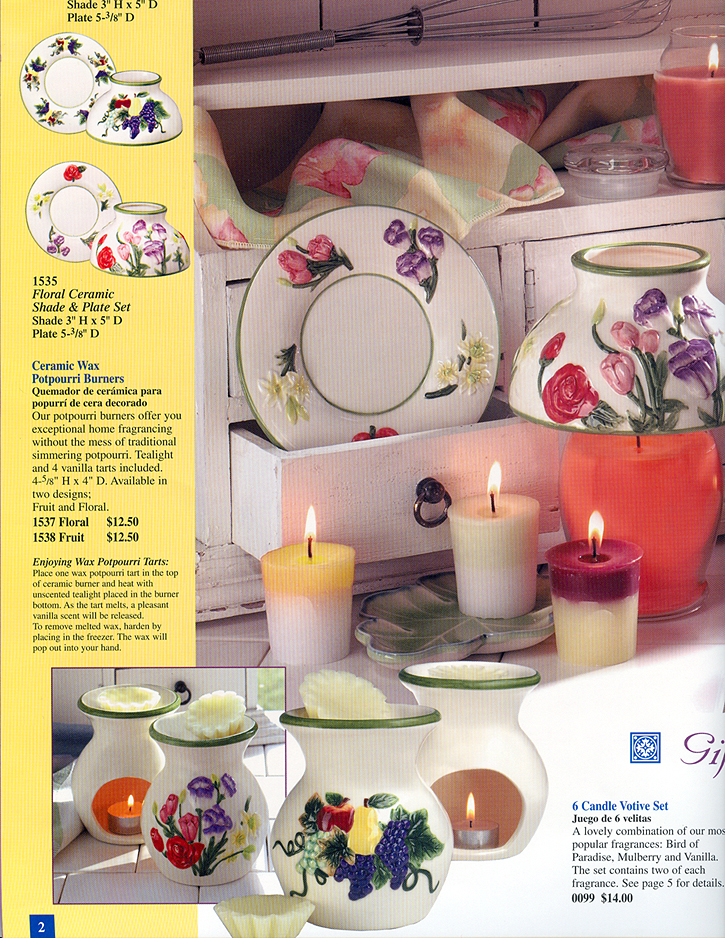 Shade 3" H x 5" D
Plate 5-3/8" D
1535
Floral Ceramic
Shade & Plate Set
Shade 3" H x 5" D
Plate 5-3/8" D
Ceramic Wax
Potpourri Burners
Quemador de cerámica para
popurrí de cera decorado
Our potpourri burners offer you
exceptional home fragrancing
without the mess of traditional
simmering potpourri. Tealight
and 4 vanilla tarts included.
4-5/8" H x 4" D. Available in
two designs;
Fruit and Floral.
1537 Floral $12.50
1538 Fruit $12.50
Enjoying Wax Potpourri Tarts:
Place one wax potpourri tart in the top
of ceramic burner and heat with
unscented tealight placed in the burner
bottom. As the tart melts, a pleasant
vanilla scent will be released.
To remove melted wax, harden by
placing in the freezer. The wax will
pop out into your hand.
2
6 Candle Votive Set
Juego de 6 velitas
A lovely combination of our mos
popular fragrances: Bird of
Paradise, Mulberry and Vanilla.
The set contains two of each
fragrance. See page 5 for details.
0099 $14.00